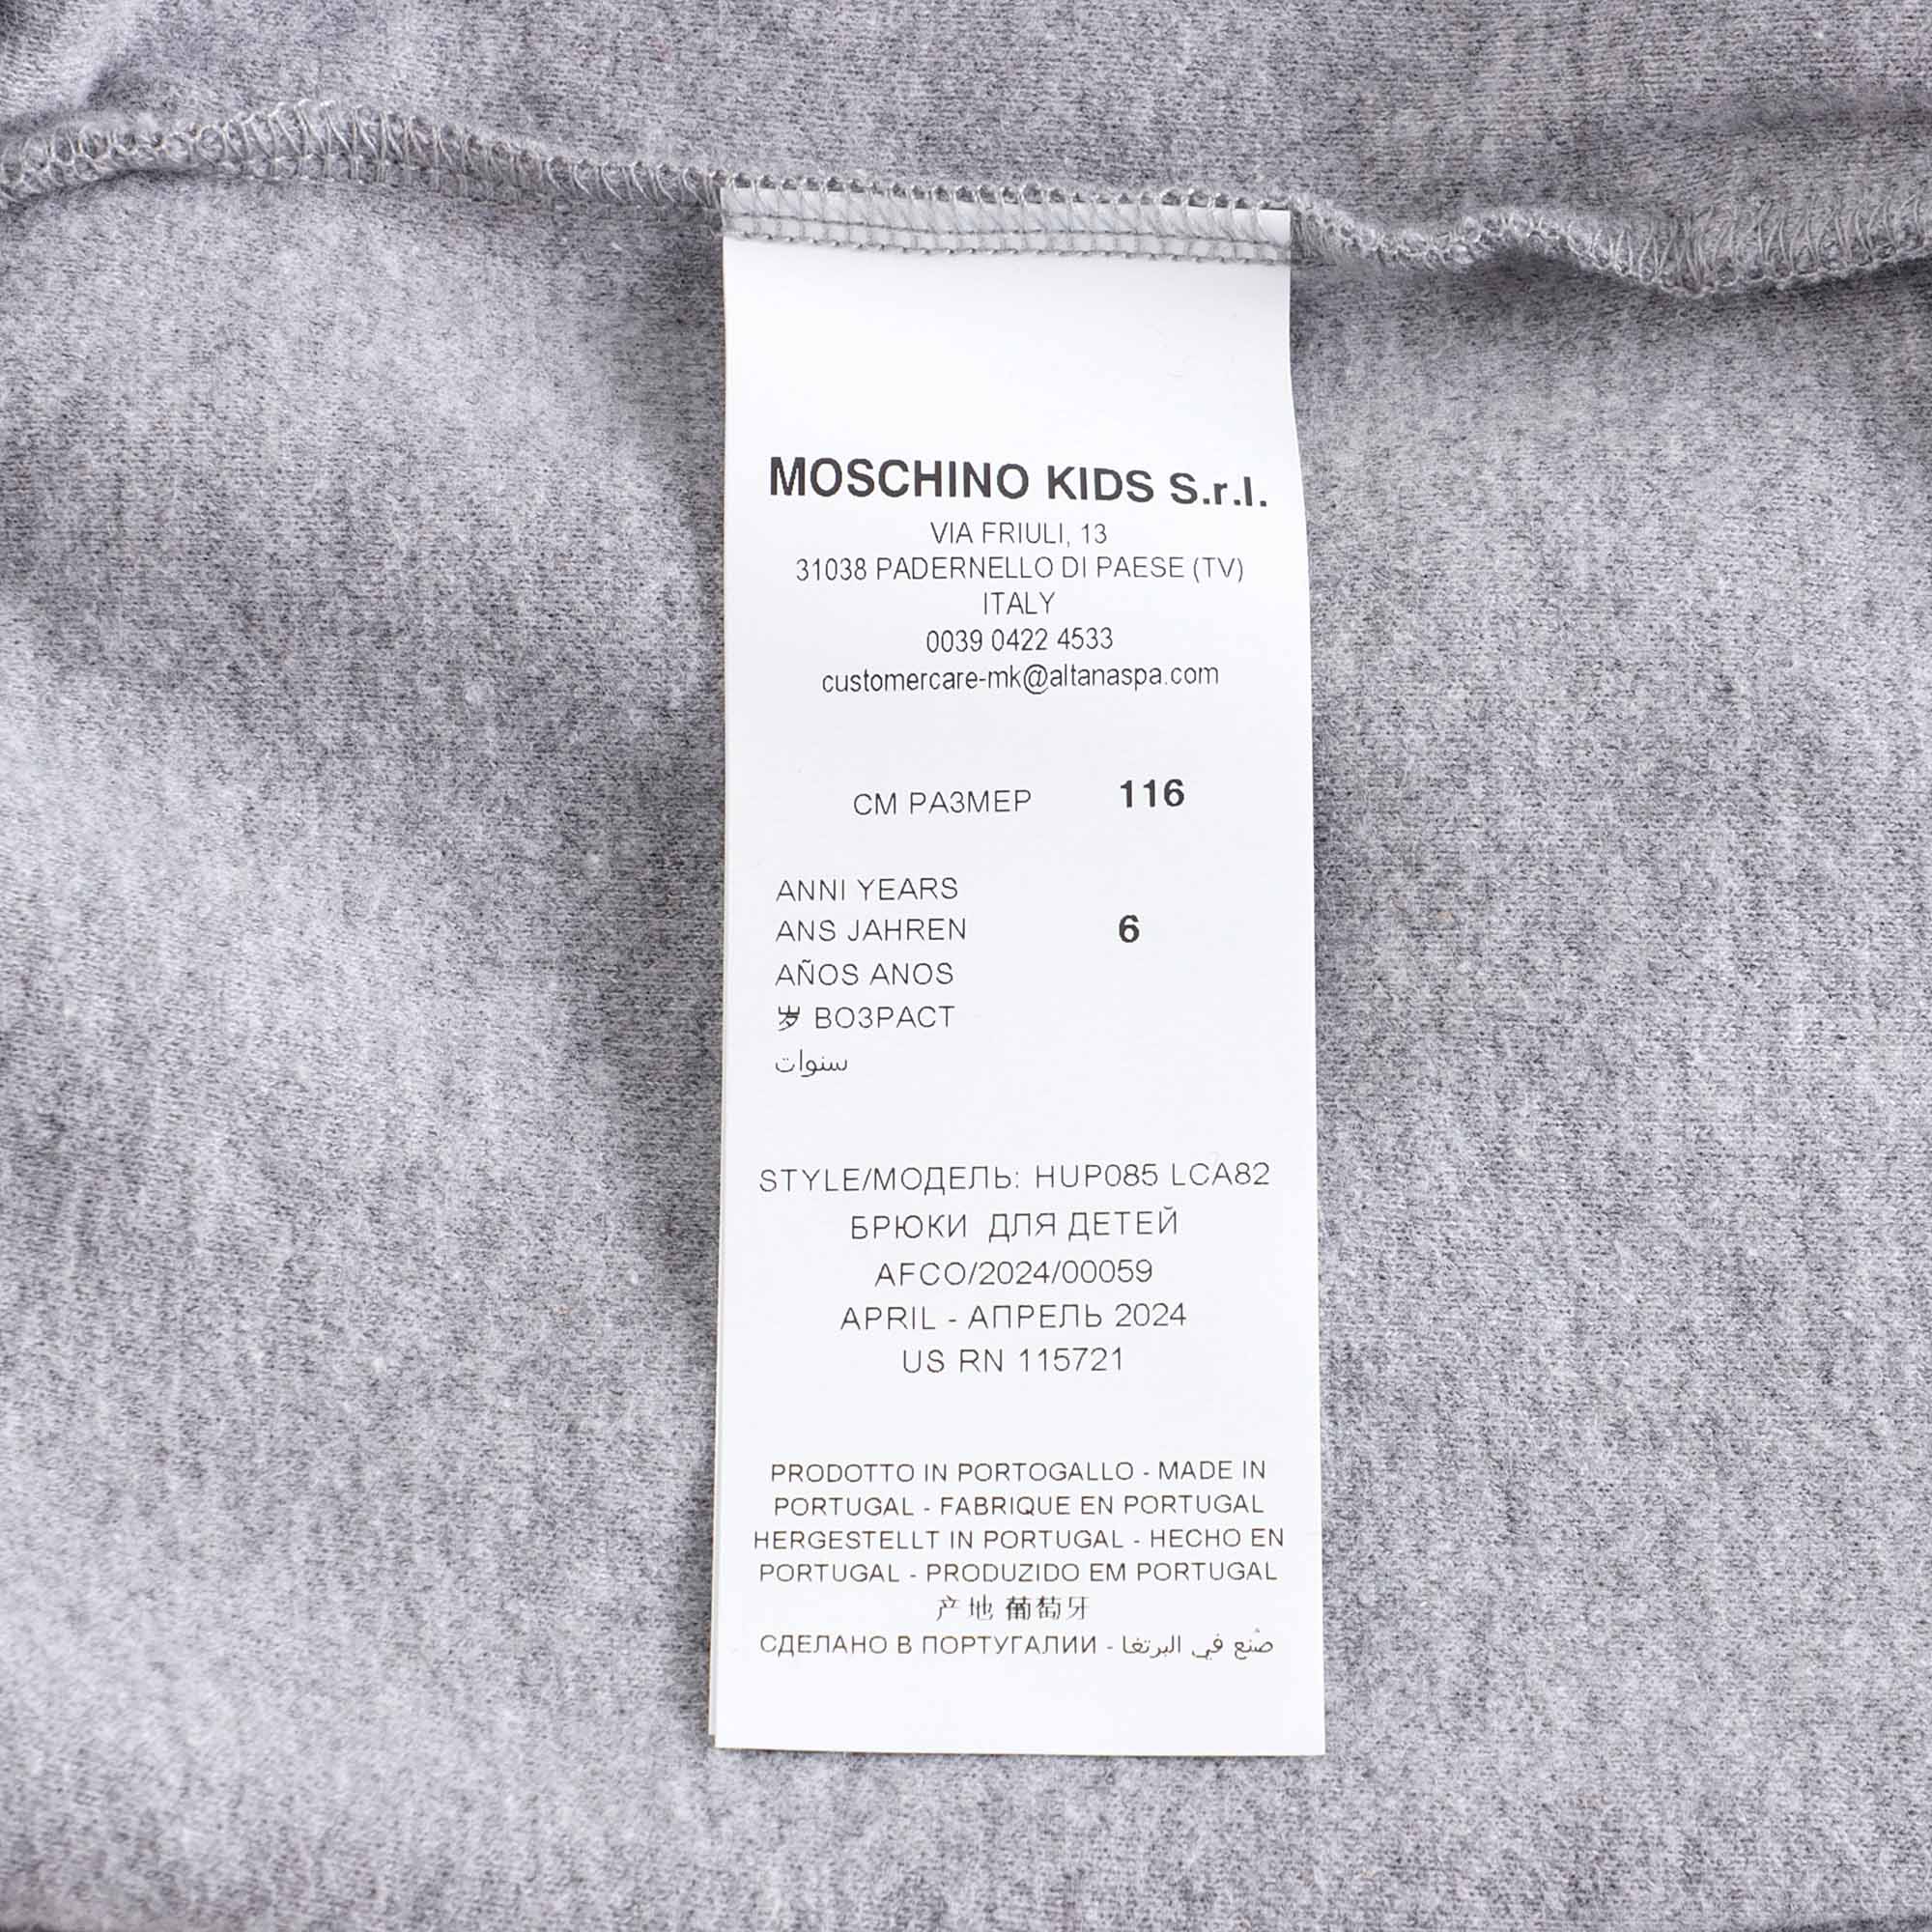 MOSCHINO KIDS S.r.l.
VIA FRIULI, 13
31038 PADERNELLO DI PAESE (TV)
ITALY
0039 0422 4533
customercare-mk@altanaspa.com
СМ РАЗМЕР 116
ANNI YEARS
ANS JAHREN 6
AÑOS ANOS
岁 ВОЗРАСТ
سنوات
STYLE/МОДЕЛЬ: HUP085 LCA82
БРЮКИ ДЛЯ ДЕТЕЙ
AFCO/2024/00059
APRIL - АПРЕЛЬ 2024
US RN 115721
PRODOTTO IN PORTOGALLO - MADE IN
PORTUGAL - FABRIQUE EN PORTUGAL
HERGESTELLT IN PORTUGAL - HECHO EN
PORTUGAL - PRODUZIDO EM PORTUGAL
产地 葡萄牙
СДЕЛАНО В ПОРТУГАЛИИ - صنع في البرتغا